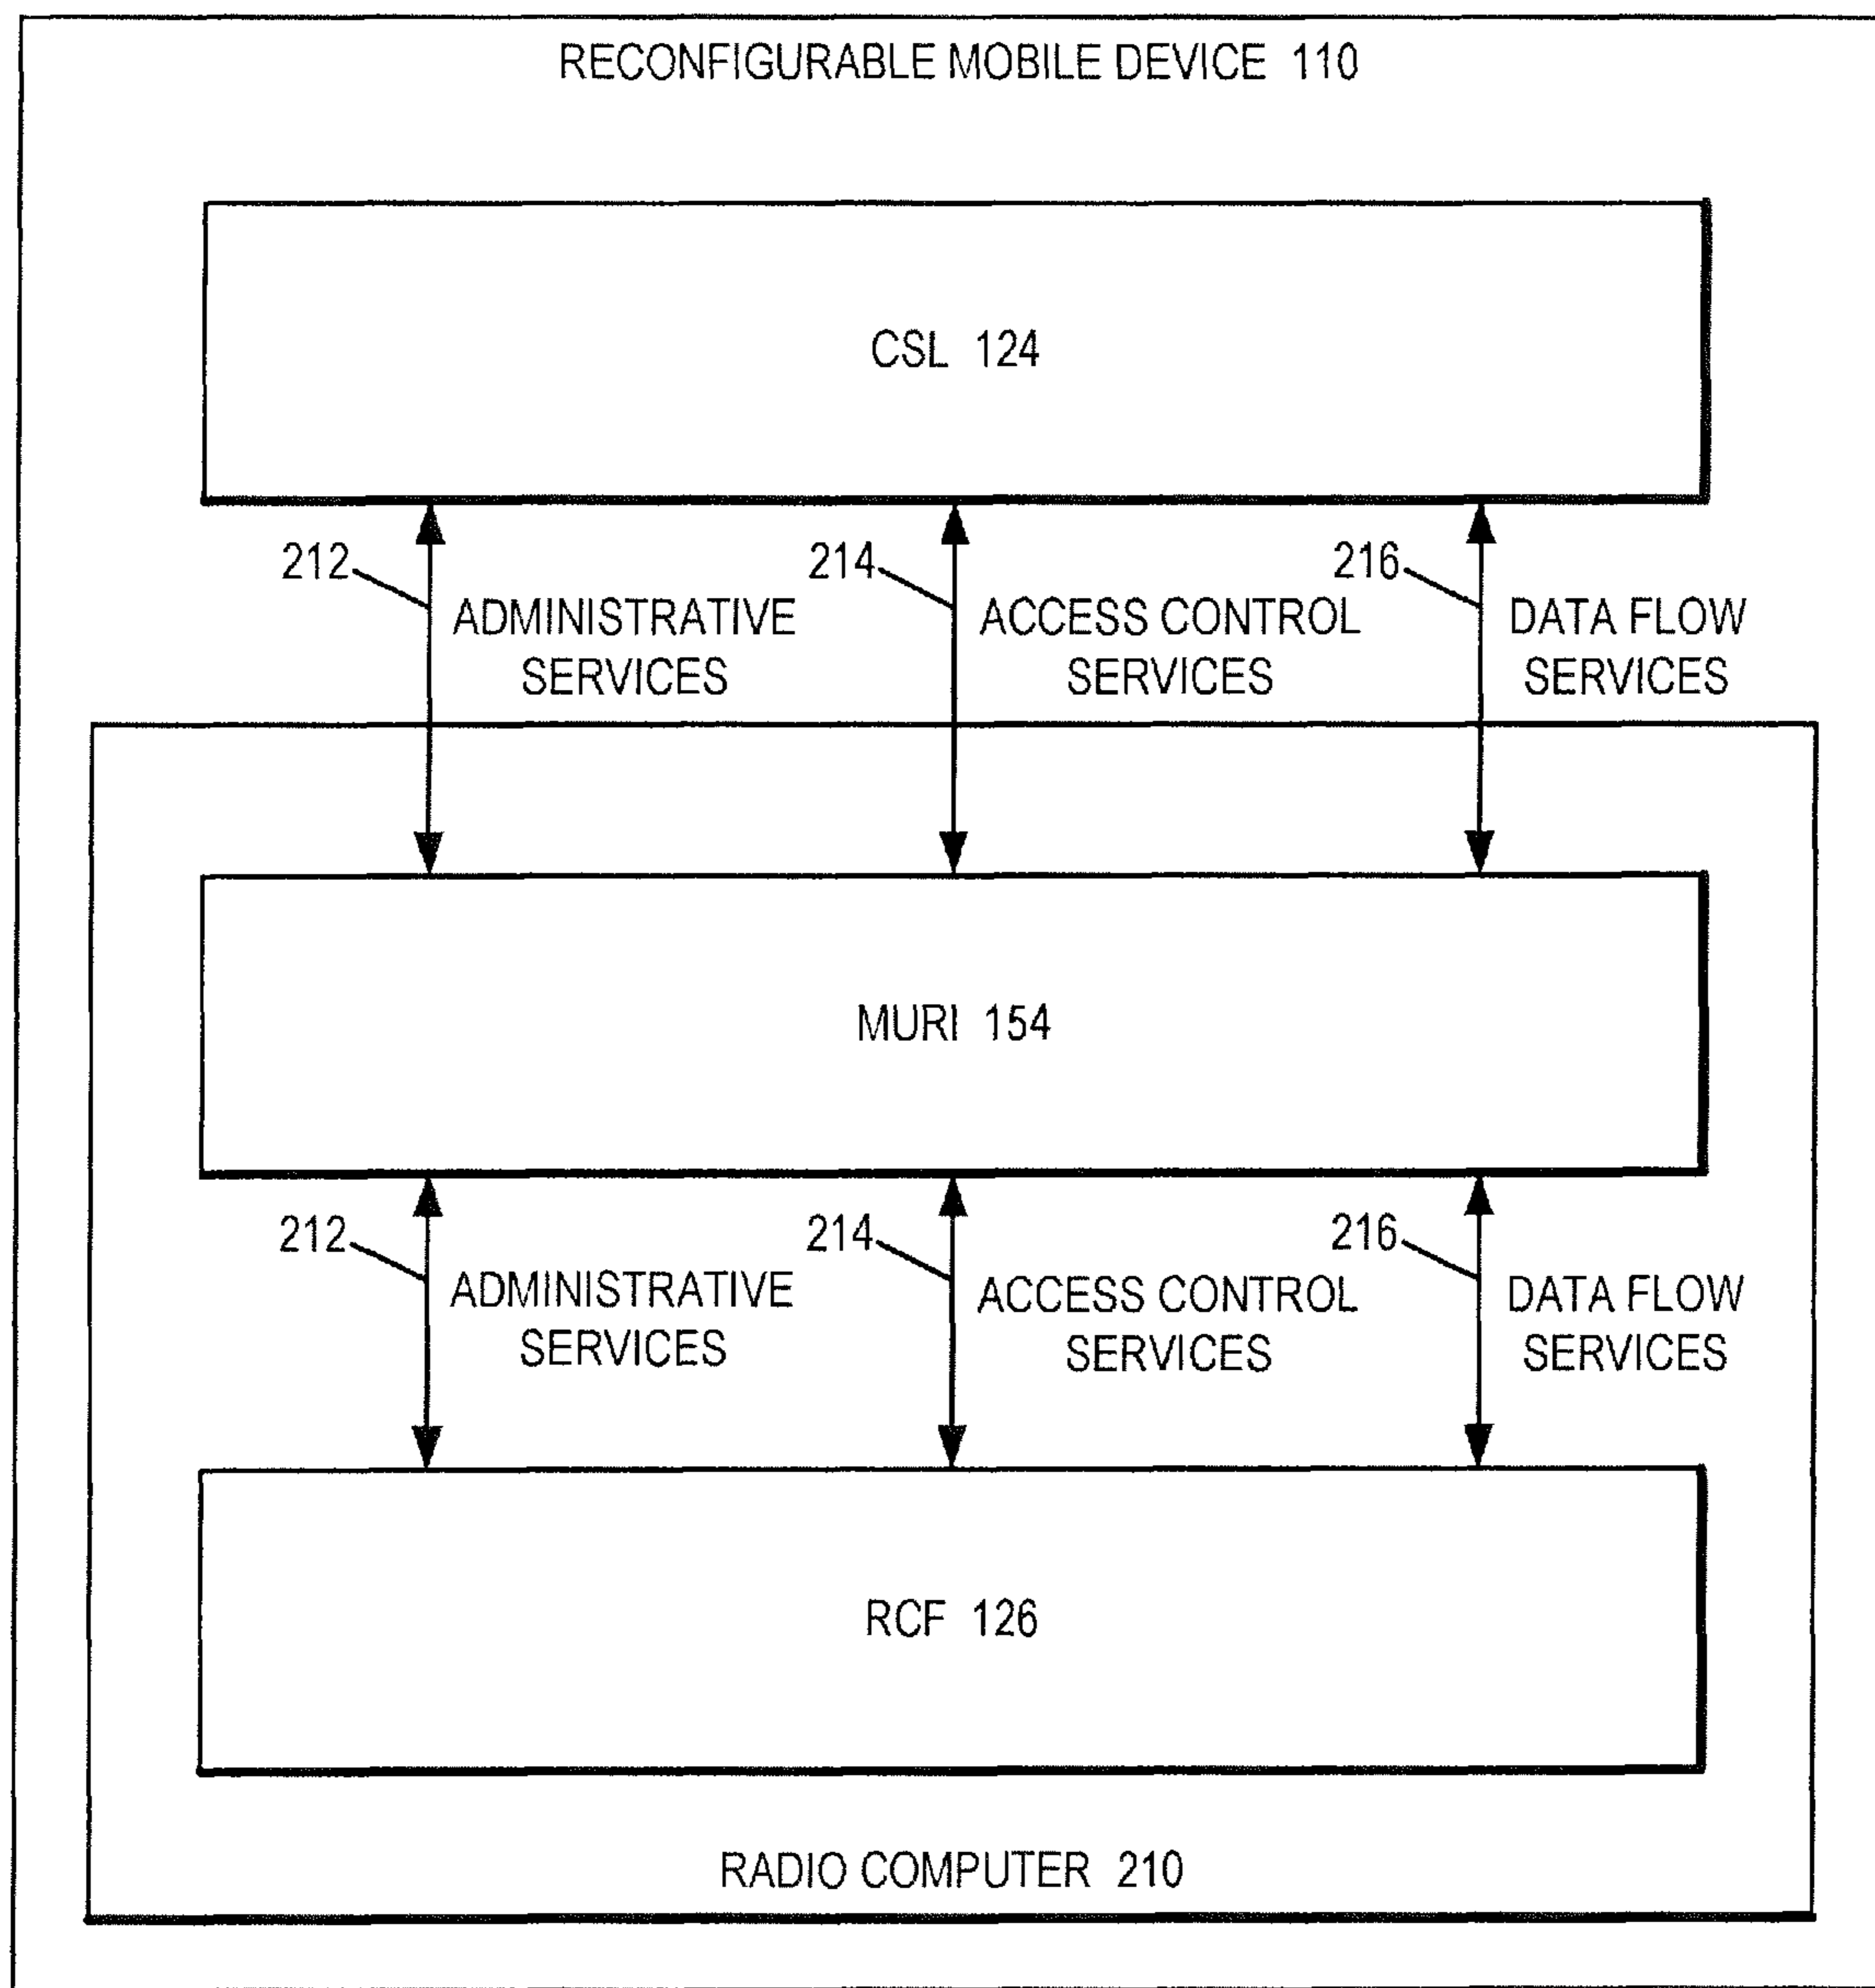 RECONFIGURABLE MOBILE DEVICE 110
CSL 124
212
214
216
ADMINISTRATIVE
SERVICES
ACCESS CONTROL
SERVICES
DATA FLOW
SERVICES
MURI 154
212
214
216
ADMINISTRATIVE
SERVICES
ACCESS CONTROL
SERVICES
DATA FLOW
SERVICES
RCF 126
RADIO COMPUTER 210